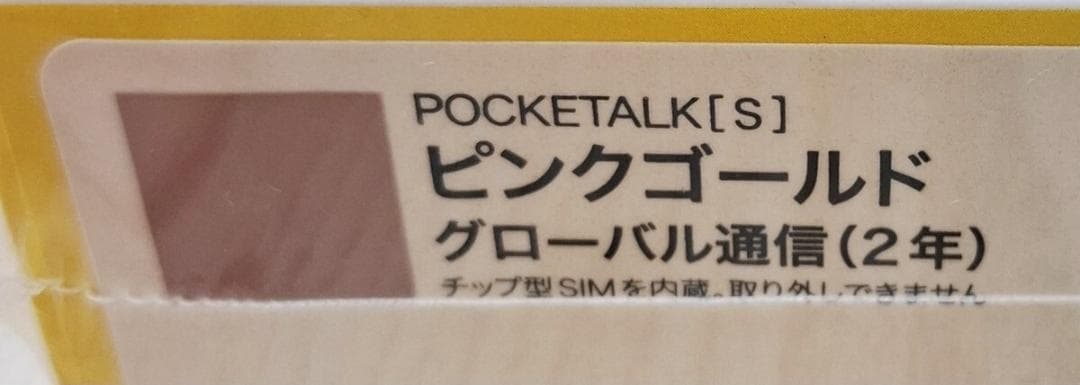 POCKETALK[S]
ピンクゴールド
グローバル通信(2年)
チップ型SIMを内蔵。取り外しできません